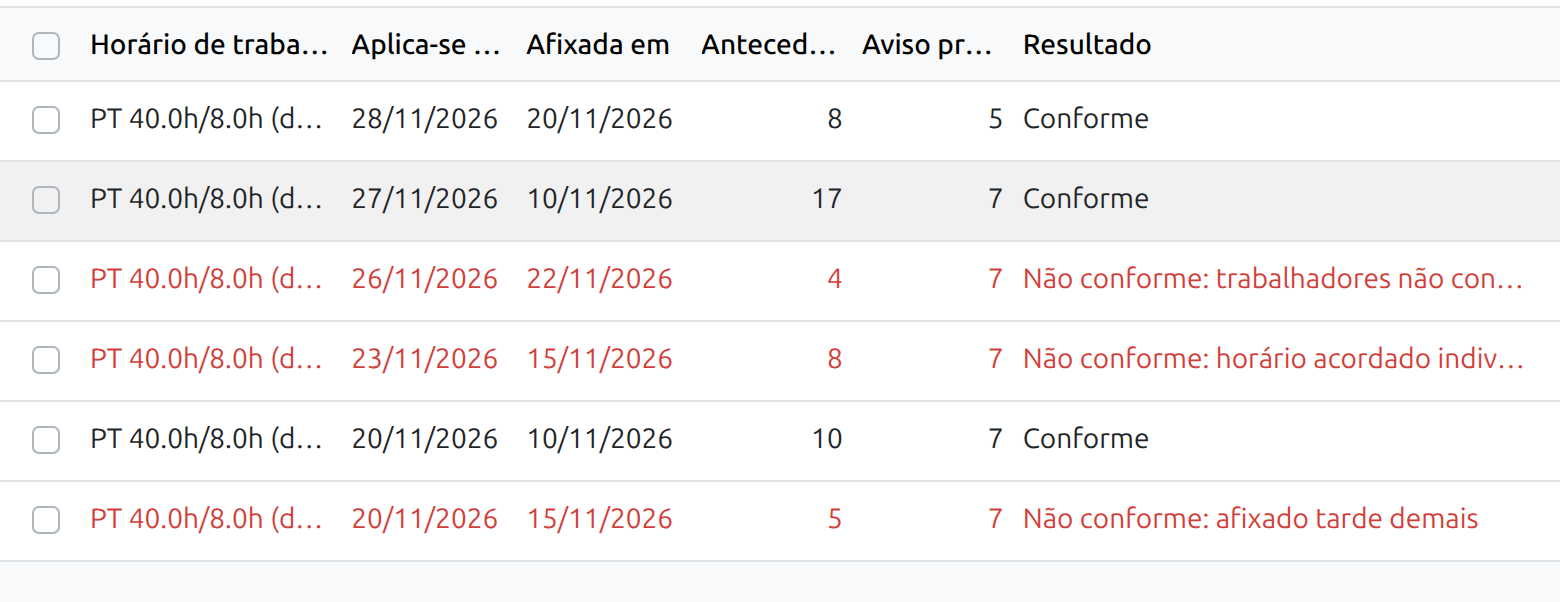 Horário de traba... Aplica-se ... Afixada em Anteced... Aviso pr... Resultado
PT 40.0h/8.0h (d... 28/11/2026 20/11/2026 8 5 Conforme
PT 40.0h/8.0h (d... 27/11/2026 10/11/2026 17 7 Conforme
PT 40.0h/8.0h (d... 26/11/2026 22/11/2026 4 7 Não conforme: trabalhadores não con...
PT 40.0h/8.0h (d... 23/11/2026 15/11/2026 8 7 Não conforme: horário acordado indiv...
PT 40.0h/8.0h (d... 20/11/2026 10/11/2026 10 7 Conforme
PT 40.0h/8.0h (d... 20/11/2026 15/11/2026 5 7 Não conforme: afixado tarde demais